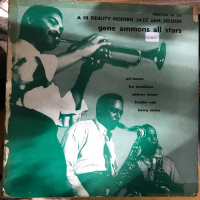 PRESTIGE LP
A HI FIDELITY MODERN JAZZ JAM SESSION
gene ammons all stars
art farmer
lou donaldson
addison farmer
freddie redd
kenny clarke